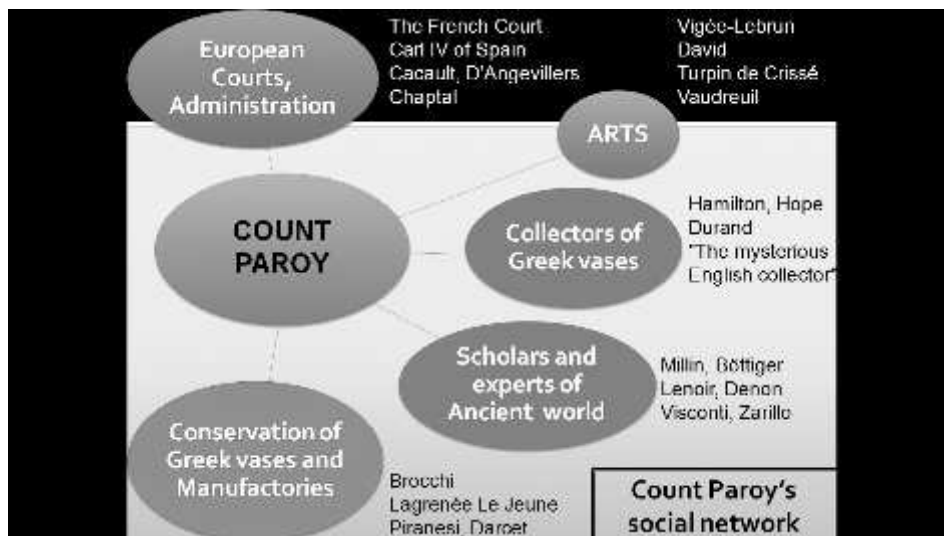 European
Courts,
Administration
The French Court
Carl IV of Spain
Cacault, D'Angevillers
Chaptal
Vigée-Lebrun
David
Turpin de Crissé
Vaudreuil
ARTS
COUNT
PAROY
Collectors of
Greek vases
Hamilton, Hope
Durand
"The mysterious
English collector"
Scholars and
experts of
Ancient world
Millin, Böttiger
Lenoir, Denon
Visconti, Zarillo
Conservation of
Greek vases and
Manufactories
Brocchi
Lagrenée Le Jeune
Piranesi, Darcet
Count Paroy's
social network